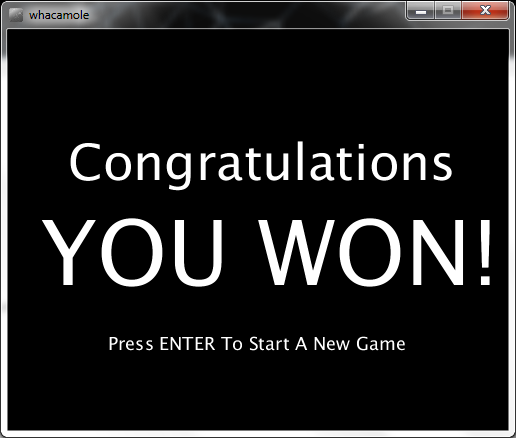 whacamole
Congratulations
YOU WON!
Press ENTER To Start A New Game